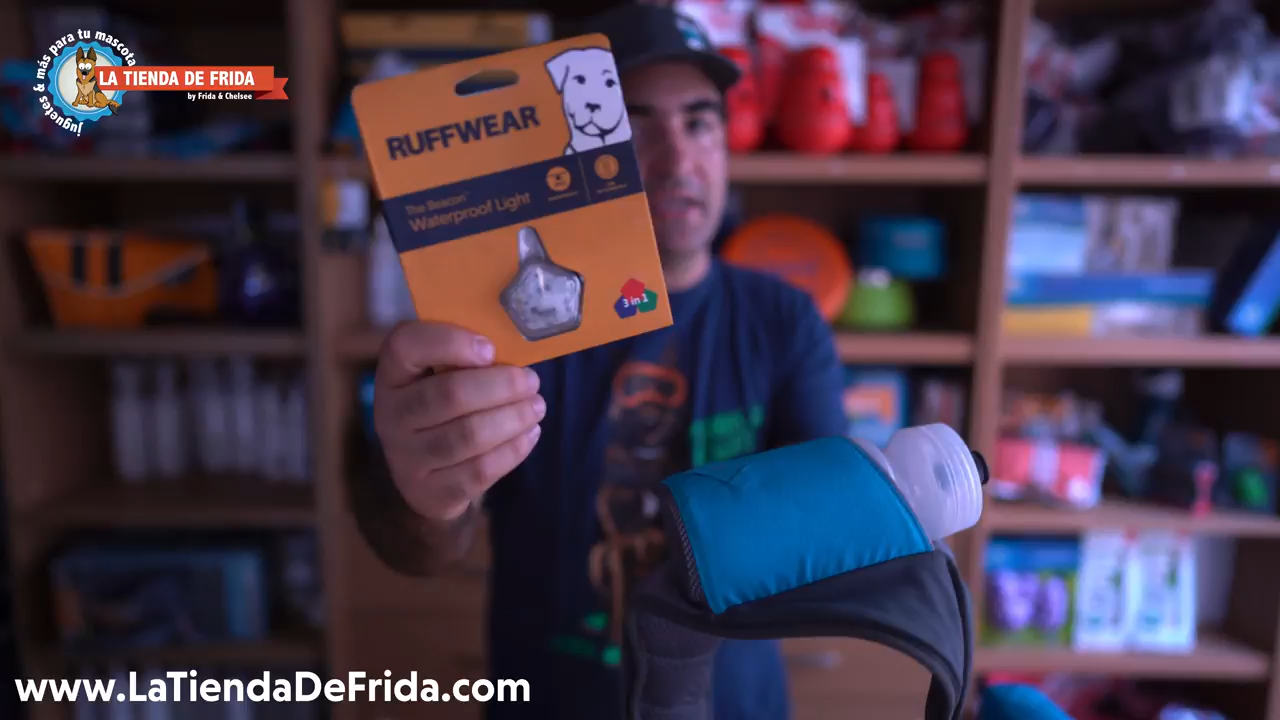 juguetes & más para tu mascota
LA TIENDA DE FRIDA
by Frida & Chelsee
RUFFWEAR
The Beacon™
Waterproof Light
3 in 1
www.LaTiendaDeFrida.com